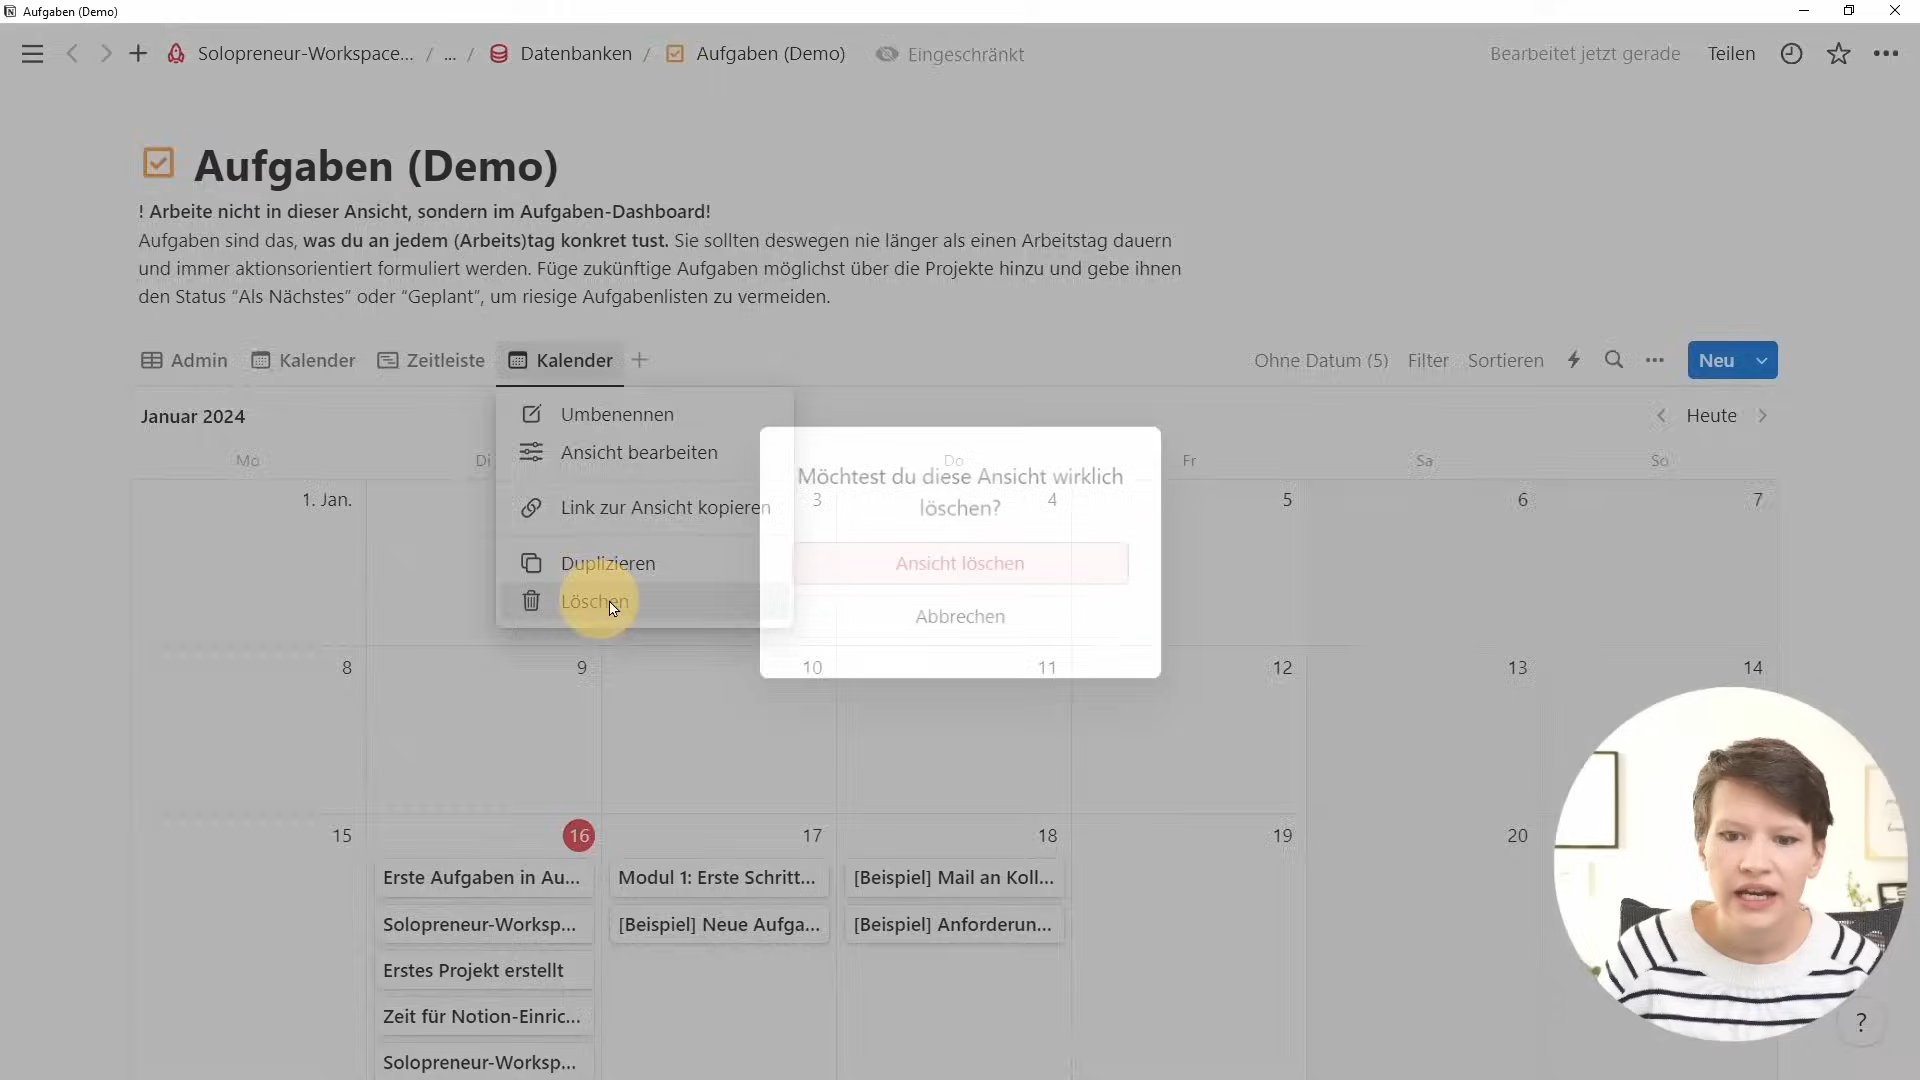 Aufgaben (Demo)
Solopreneur-Workspace... / ... / Datenbanken / Aufgaben (Demo) Eingeschränkt Bearbeitet jetzt gerade Teilen
Aufgaben (Demo)
! Arbeite nicht in dieser Ansicht, sondern im Aufgaben-Dashboard!
Aufgaben sind das, was du an jedem (Arbeits)tag konkret tust. Sie sollten deswegen nie länger als einen Arbeitstag dauern
und immer aktionsorientiert formuliert werden. Füge zukünftige Aufgaben möglichst über die Projekte hinzu und gebe ihnen
den Status “Als Nächstes” oder “Geplant”, um riesige Aufgabenlisten zu vermeiden.
Admin Kalender Zeitleiste Kalender Ohne Datum (5) Filter Sortieren Neu
Januar 2024 Heute
Umbenennen
Ansicht bearbeiten
Link zur Ansicht kopieren
Duplizieren
Löschen
Möchtest du diese Ansicht wirklich
löschen?
Ansicht löschen
Abbrechen
Mo Di Do Fr Sa So
1. Jan. 3 4 5 6 7
8 9 10 11 12 13 14
15 16 17 18 19 20
Erste Aufgaben in Au... Modul 1: Erste Schritt... [Beispiel] Mail an Koll...
Solopreneur-Worksp... [Beispiel] Neue Aufga... [Beispiel] Anforderun...
Erstes Projekt erstellt
Zeit für Notion-Einric...
Solopreneur-Worksp...
?